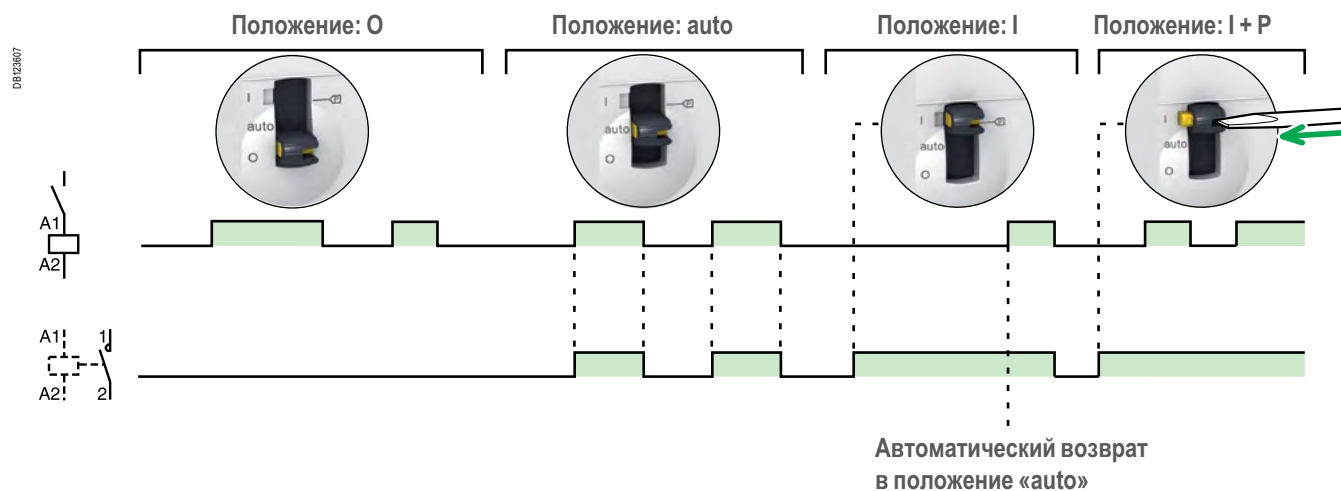 Положение: O
Положение: auto
Положение: I
Положение: I + P
DB123607
I
P
auto
O
I
P
auto
O
I
P
auto
O
I
auto
O
A1
A2
A1
1
A2
2
Автоматический возврат
в положение «auto»